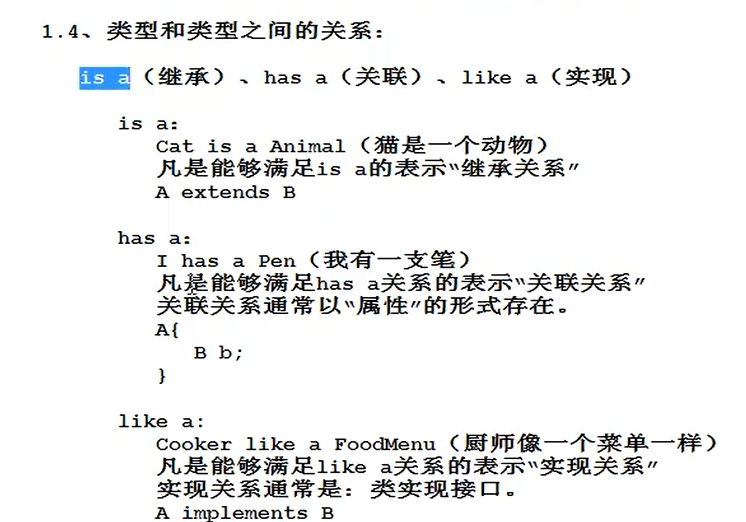 1.4、类型和类型之间的关系：
is a（继承）、has a（关联）、like a（实现）
is a：
Cat is a Animal（猫是一个动物）
凡是能够满足is a的表示“继承关系”
A extends B
has a：
I has a Pen（我有一支笔）
凡是能够满足has a关系的表示“关联关系”
关联关系通常以“属性”的形式存在。
A{
B b;
}
like a:
Cooker like a FoodMenu（厨师像一个菜单一样）
凡是能够满足like a关系的表示“实现关系”
实现关系通常是：类实现接口。
A implements B